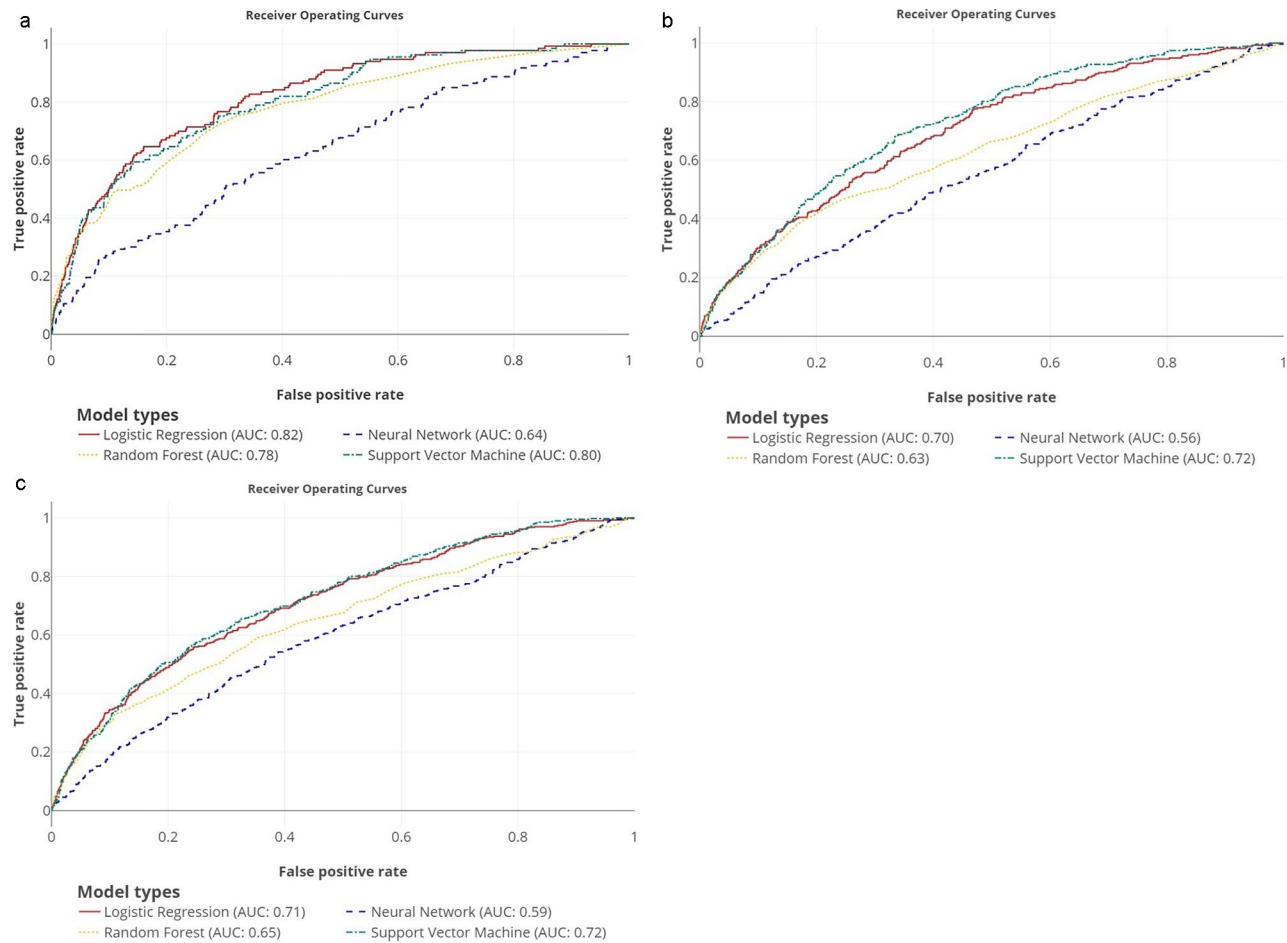 a
Receiver Operating Curves
1
0.8
0.6
0.4
0.2
0
True positive rate
0 0.2 0.4 0.6 0.8 1
False positive rate
Model types
Logistic Regression (AUC: 0.82) Neural Network (AUC: 0.64)
Random Forest (AUC: 0.78) Support Vector Machine (AUC: 0.80)
b
Receiver Operating Curves
1
0.8
0.6
0.4
0.2
0
True positive rate
0 0.2 0.4 0.6 0.8 1
False positive rate
Model types
Logistic Regression (AUC: 0.70) Neural Network (AUC: 0.56)
Random Forest (AUC: 0.63) Support Vector Machine (AUC: 0.72)
c
Receiver Operating Curves
1
0.8
0.6
0.4
0.2
0
True positive rate
0 0.2 0.4 0.6 0.8 1
False positive rate
Model types
Logistic Regression (AUC: 0.71) Neural Network (AUC: 0.59)
Random Forest (AUC: 0.65) Support Vector Machine (AUC: 0.72)